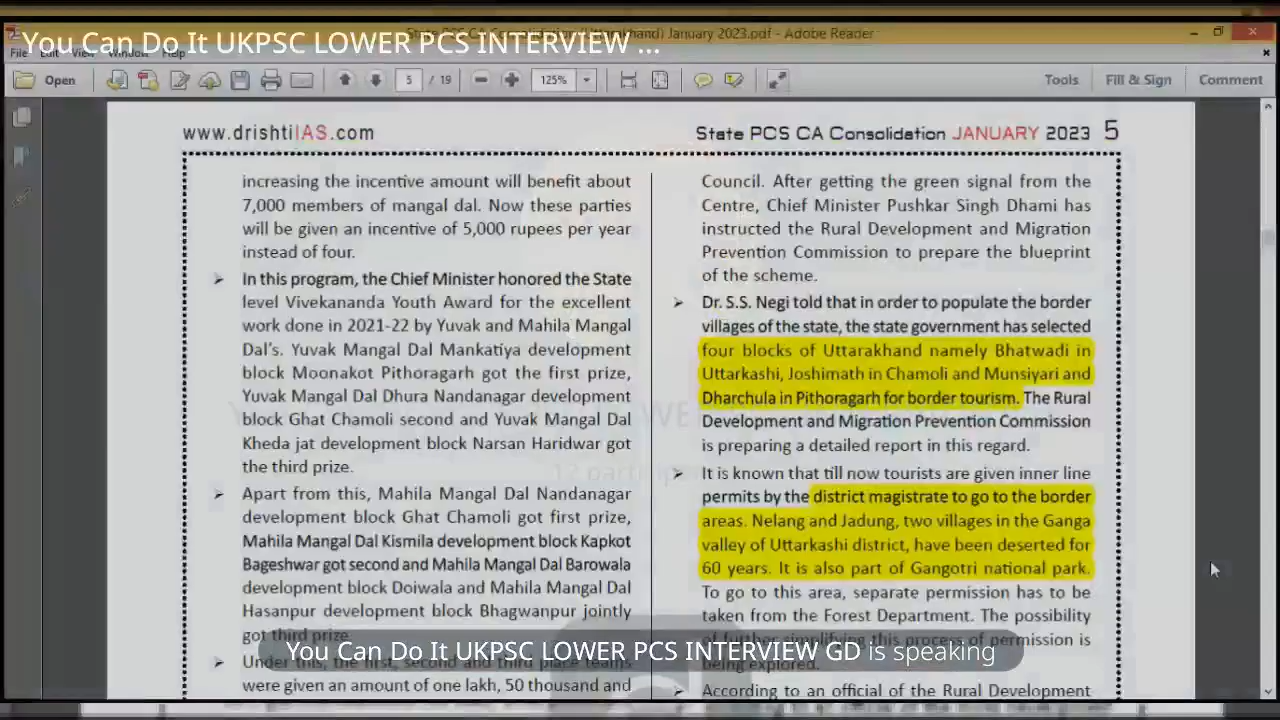 You Can Do It UKPSC LOWER PCS INTERVIEW ...
January 2023.pdf - Adobe Reader
File Edit View Window Help
Open 5 / 19 125% Tools Fill & Sign Comment
www.drishtiIAS.com State PCS CA Consolidation JANUARY 2023 5
increasing the incentive amount will benefit about
7,000 members of mangal dal. Now these parties
will be given an incentive of 5,000 rupees per year
instead of four.
➢ In this program, the Chief Minister honored the State
level Vivekananda Youth Award for the excellent
work done in 2021-22 by Yuvak and Mahila Mangal
Dal's. Yuvak Mangal Dal Mankatiya development
block Moonakot Pithoragarh got the first prize,
Yuvak Mangal Dal Dhura Nandanagar development
block Ghat Chamoli second and Yuvak Mangal Dal
Kheda jat development block Narsan Haridwar got
the third prize.
➢ Apart from this, Mahila Mangal Dal Nandanagar
development block Ghat Chamoli got first prize,
Mahila Mangal Dal Kismila development block Kapkot
Bageshwar got second and Mahila Mangal Dal Barowala
development block Doiwala and Mahila Mangal Dal
Hasanpur development block Bhagwanpur jointly
got third prize.
➢ Under this, the first, second and third place teams
were given an amount of one lakh, 50 thousand and
Council. After getting the green signal from the
Centre, Chief Minister Pushkar Singh Dhami has
instructed the Rural Development and Migration
Prevention Commission to prepare the blueprint
of the scheme.
➢ Dr. S.S. Negi told that in order to populate the border
villages of the state, the state government has selected
four blocks of Uttarakhand namely Bhatwadi in
Uttarkashi, Joshimath in Chamoli and Munsiyari and
Dharchula in Pithoragarh for border tourism. The Rural
Development and Migration Prevention Commission
is preparing a detailed report in this regard.
➢ It is known that till now tourists are given inner line
permits by the district magistrate to go to the border
areas. Nelang and Jadung, two villages in the Ganga
valley of Uttarkashi district, have been deserted for
60 years. It is also part of Gangotri national park.
To go to this area, separate permission has to be
taken from the Forest Department. The possibility
of further simplifying this process of permission is
being explored.
➢ According to an official of the Rural Development
You Can Do It UKPSC LOWER PCS INTERVIEW GD is speaking